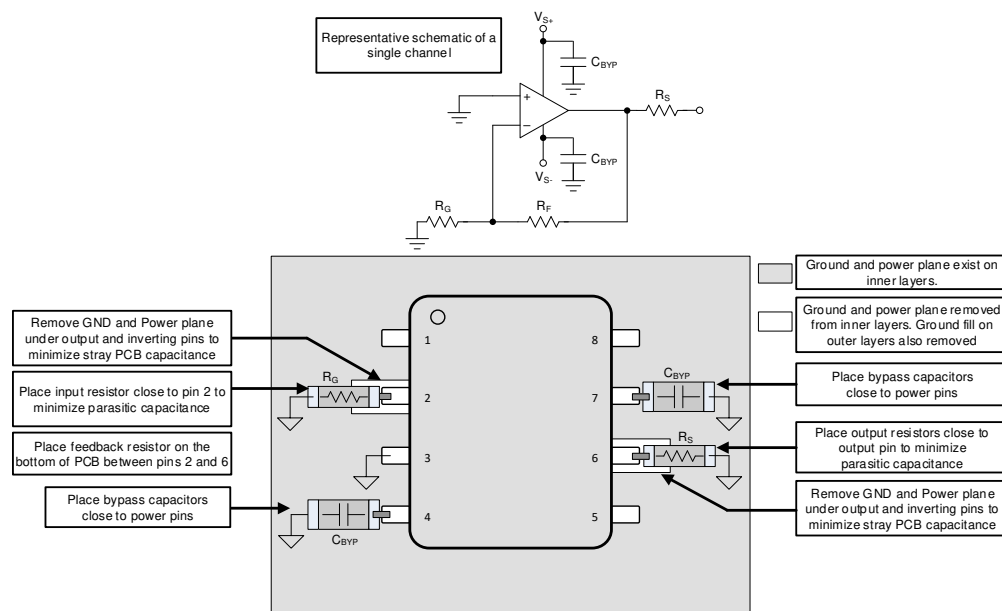 Representative schematic of a
single channel
VS+
CBYP
+
−
RS
CBYP
VS-
RG
RF
Ground and power plane exist on
inner layers.
Ground and power plane removed
from inner layers. Ground fill on
outer layers also removed
Remove GND and Power plane
under output and inverting pins to
minimize stray PCB capacitance
Place input resistor close to pin 2 to
minimize parasitic capacitance
Place feedback resistor on the
bottom of PCB between pins 2 and 6
Place bypass capacitors
close to power pins
1
RG
2
3
4
CBYP
8
CBYP
7
RS
6
5
Place bypass capacitors
close to power pins
Place output resistors close to
output pin to minimize
parasitic capacitance
Remove GND and Power plane
under output and inverting pins to
minimize stray PCB capacitance